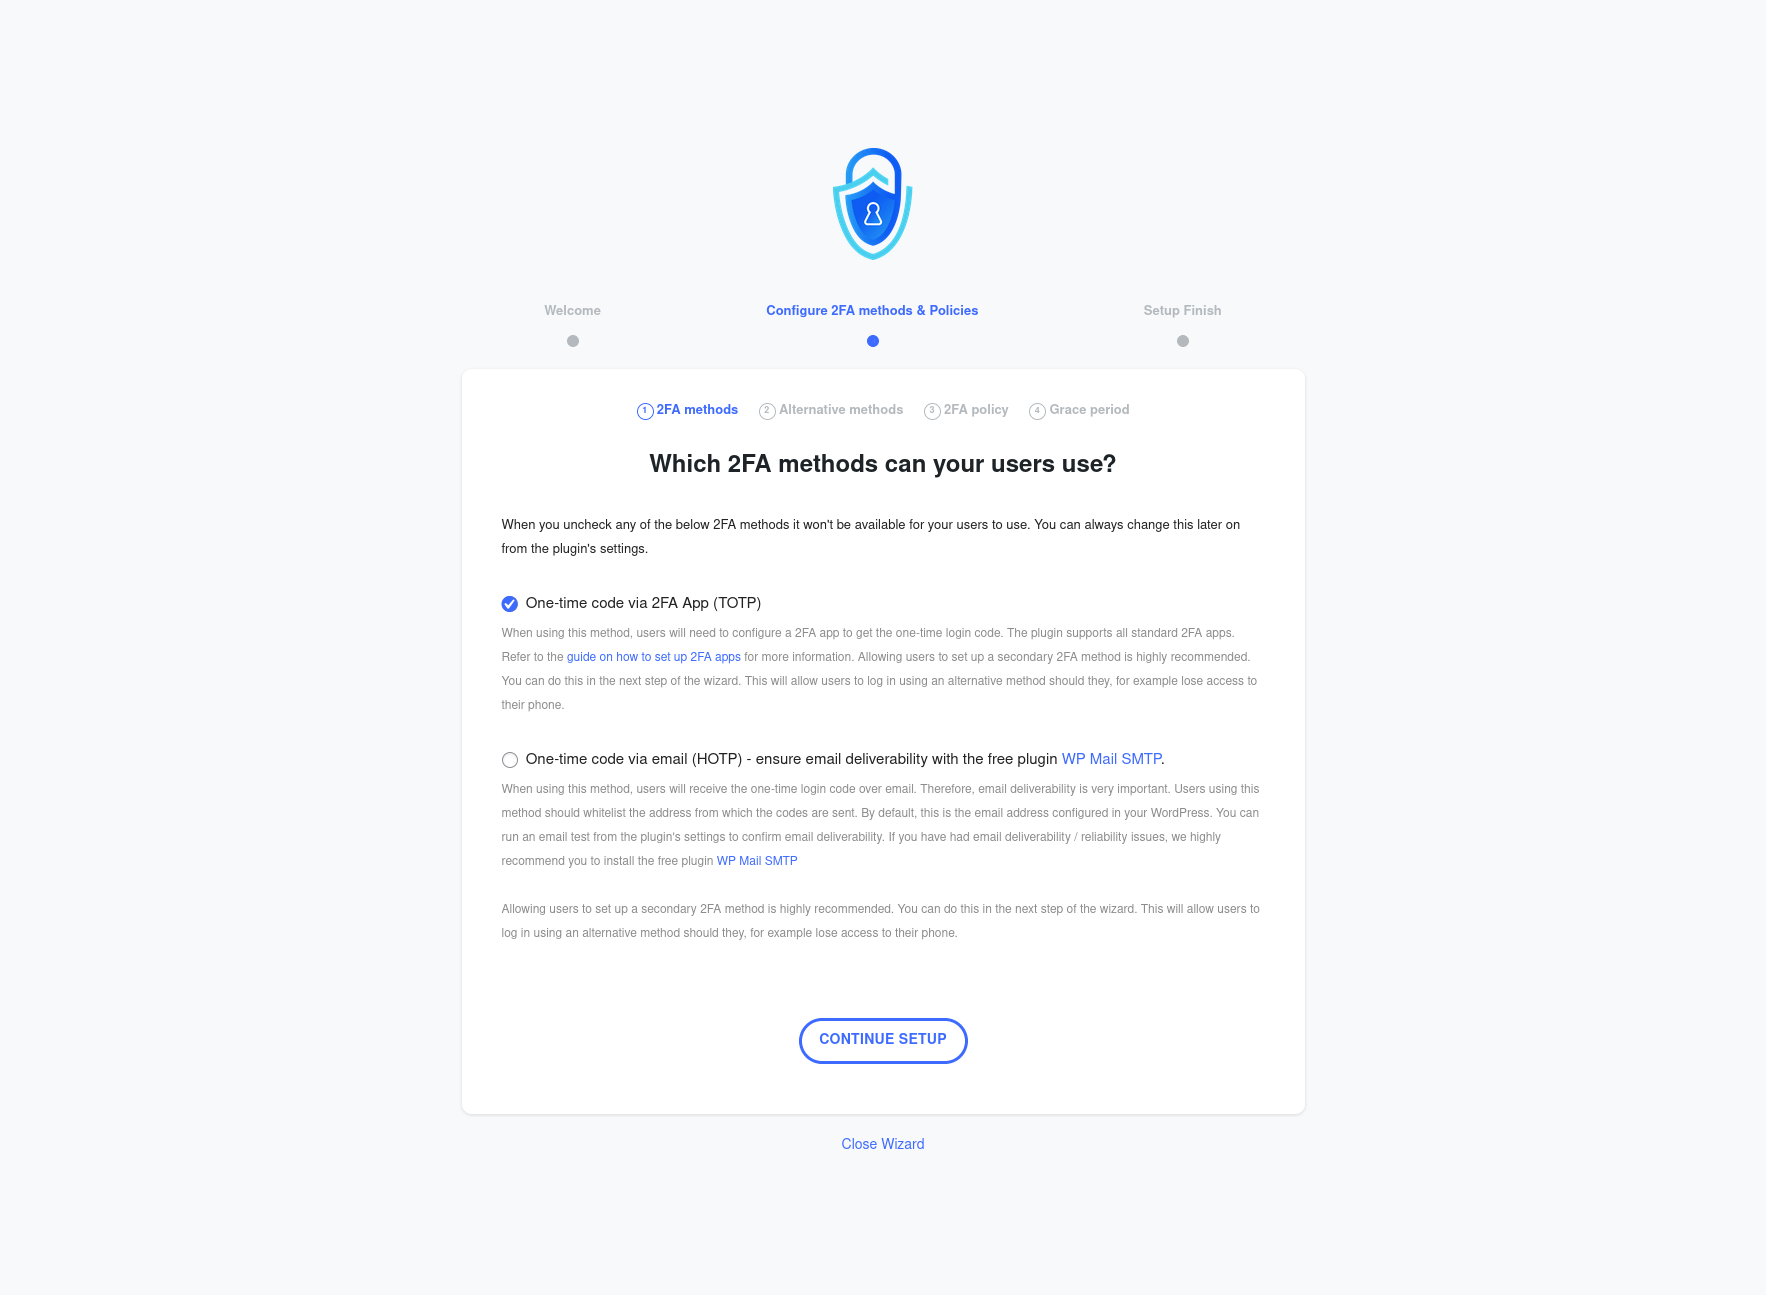 Welcome
Configure 2FA methods & Policies
Setup Finish
1 2FA methods
2 Alternative methods
3 2FA policy
4 Grace period
Which 2FA methods can your users use?
When you uncheck any of the below 2FA methods it won't be available for your users to use. You can always change this later on
from the plugin's settings.
One-time code via 2FA App (TOTP)
When using this method, users will need to configure a 2FA app to get the one-time login code. The plugin supports all standard 2FA apps.
Refer to the guide on how to set up 2FA apps for more information. Allowing users to set up a secondary 2FA method is highly recommended.
You can do this in the next step of the wizard. This will allow users to log in using an alternative method should they, for example lose access to
their phone.
One-time code via email (HOTP) - ensure email deliverability with the free plugin WP Mail SMTP.
When using this method, users will receive the one-time login code over email. Therefore, email deliverability is very important. Users using this
method should whitelist the address from which the codes are sent. By default, this is the email address configured in your WordPress. You can
run an email test from the plugin's settings to confirm email deliverability. If you have had email deliverability / reliability issues, we highly
recommend you to install the free plugin WP Mail SMTP
Allowing users to set up a secondary 2FA method is highly recommended. You can do this in the next step of the wizard. This will allow users to
log in using an alternative method should they, for example lose access to their phone.
CONTINUE SETUP
Close Wizard